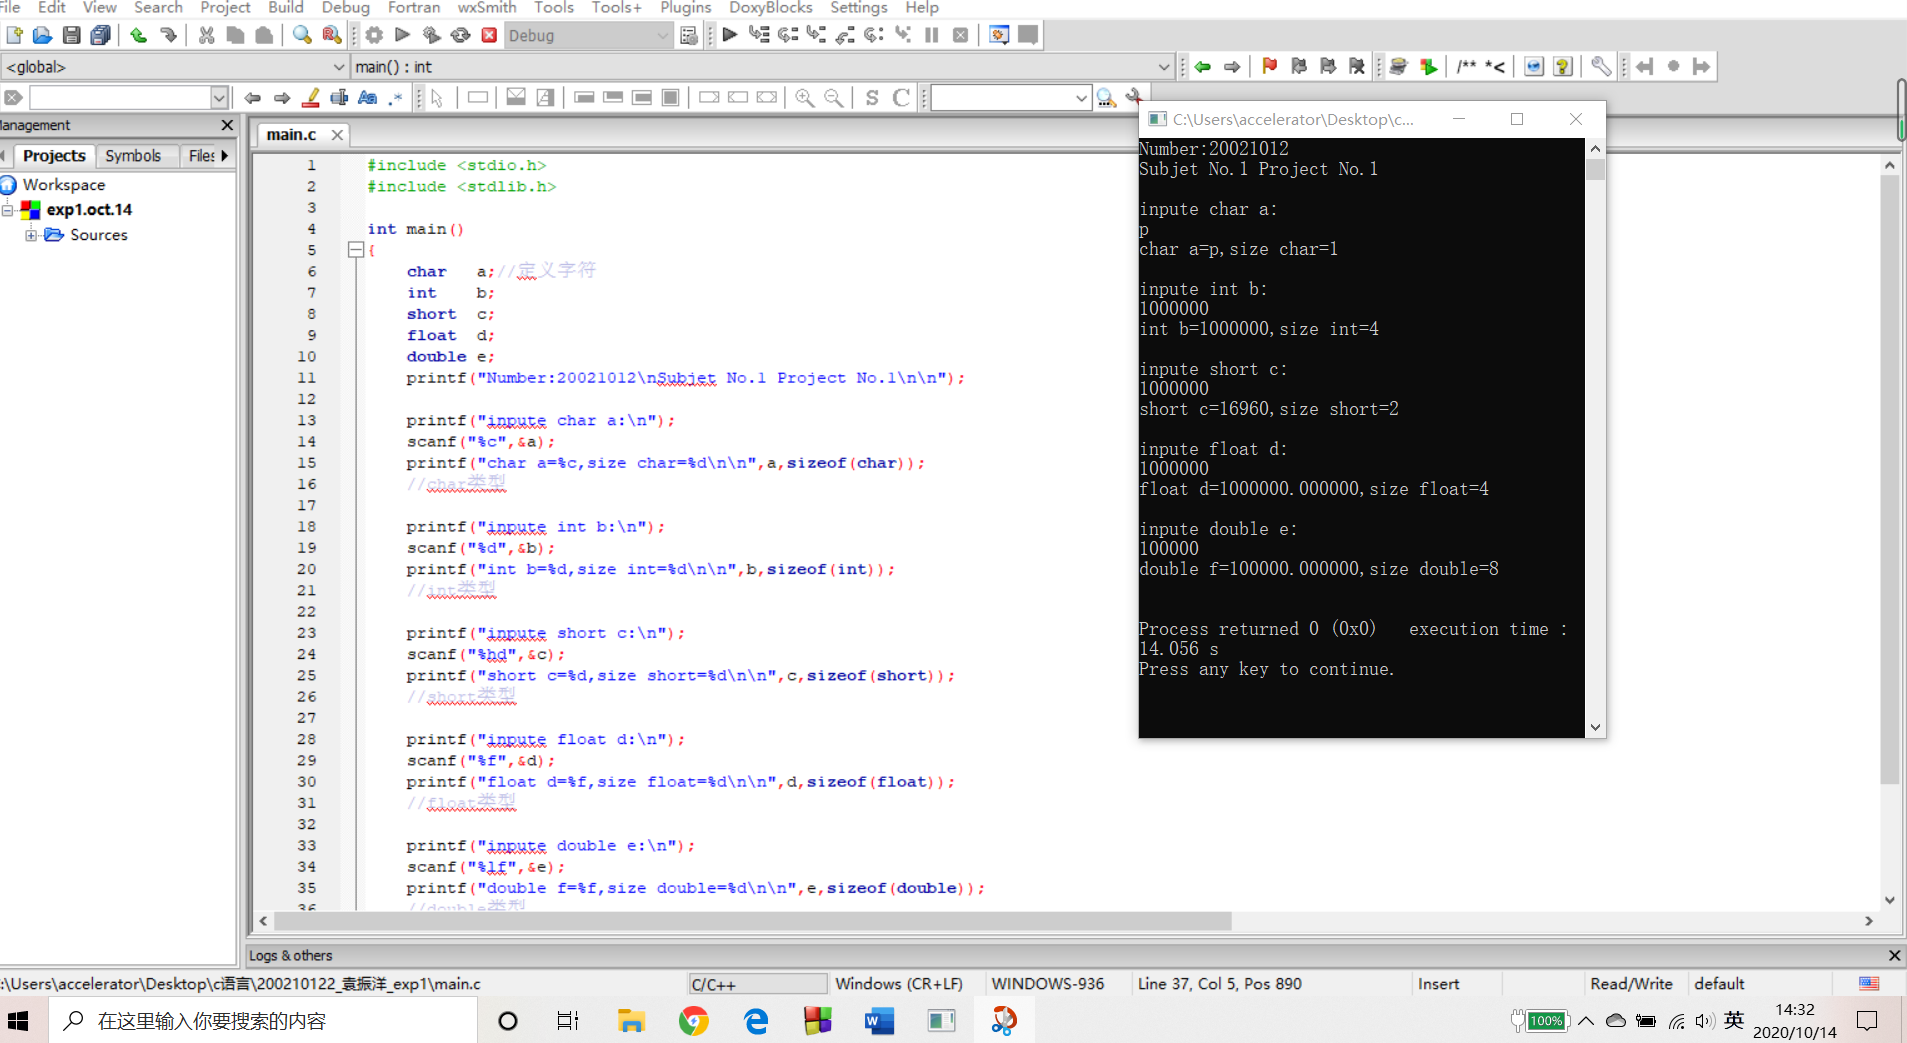 File Edit View Search Project Build Debug Fortran wxSmith Tools Tools+ Plugins DoxyBlocks Settings Help
Debug
<global> main() : int
/** *<
Management
Projects Symbols Files
Workspace
exp1.oct.14
Sources
main.c
1 #include <stdio.h>
2 #include <stdlib.h>
3
4 int main()
5 {
6 char a;//定义字符
7 int b;
8 short c;
9 float d;
10 double e;
11 printf("Number:20021012\nSubjet No.1 Project No.1\n\n");
12
13 printf("inpute char a:\n");
14 scanf("%c",&a);
15 printf("char a=%c,size char=%d\n\n",a,sizeof(char));
16 //char类型
17
18 printf("inpute int b:\n");
19 scanf("%d",&b);
20 printf("int b=%d,size int=%d\n\n",b,sizeof(int));
21 //int类型
22
23 printf("inpute short c:\n");
24 scanf("%hd",&c);
25 printf("short c=%d,size short=%d\n\n",c,sizeof(short));
26 //short类型
27
28 printf("inpute float d:\n");
29 scanf("%f",&d);
30 printf("float d=%f,size float=%d\n\n",d,sizeof(float));
31 //float类型
32
33 printf("inpute double e:\n");
34 scanf("%lf",&e);
35 printf("double f=%f,size double=%d\n\n",e,sizeof(double));
36 //double类型
C:\Users\accelerator\Desktop\c...
Number:20021012
Subjet No.1 Project No.1
inpute char a:
p
char a=p,size char=1
inpute int b:
1000000
int b=1000000,size int=4
inpute short c:
1000000
short c=16960,size short=2
inpute float d:
1000000
float d=1000000.000000,size float=4
inpute double e:
100000
double f=100000.000000,size double=8
Process returned 0 (0x0) execution time :
14.056 s
Press any key to continue.
Logs & others
:\Users\accelerator\Desktop\c语言\200210122_袁振洋_exp1\main.c C/C++ Windows (CR+LF) WINDOWS-936 Line 37, Col 5, Pos 890 Insert Read/Write default
在这里输入你要搜索的内容
100% 英 14:32
2020/10/14